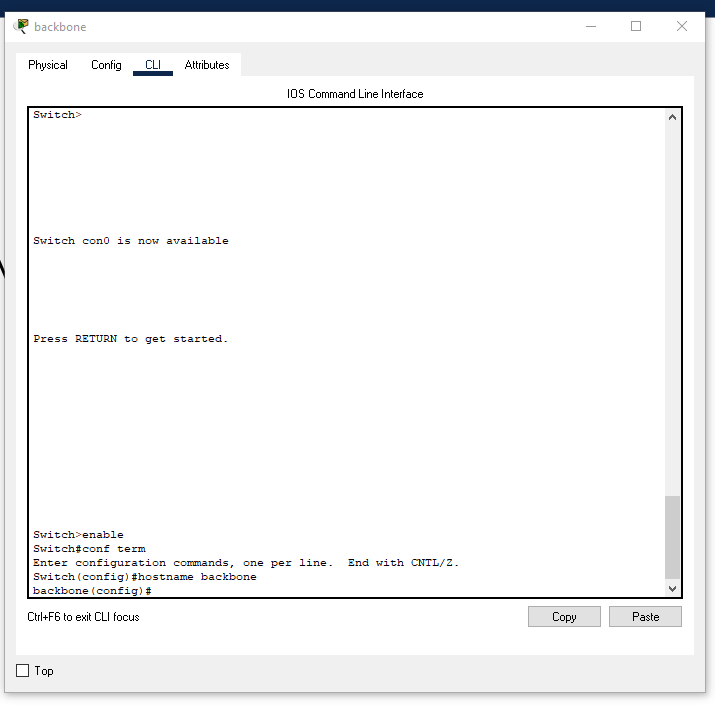 backbone
Physical Config CLI Attributes
IOS Command Line Interface
Switch>
Switch con0 is now available
Press RETURN to get started.
Switch>enable
Switch#conf term
Enter configuration commands, one per line.  End with CNTL/Z.
Switch(config)#hostname backbone
backbone(config)#
Ctrl+F6 to exit CLI focus
Copy Paste
Top